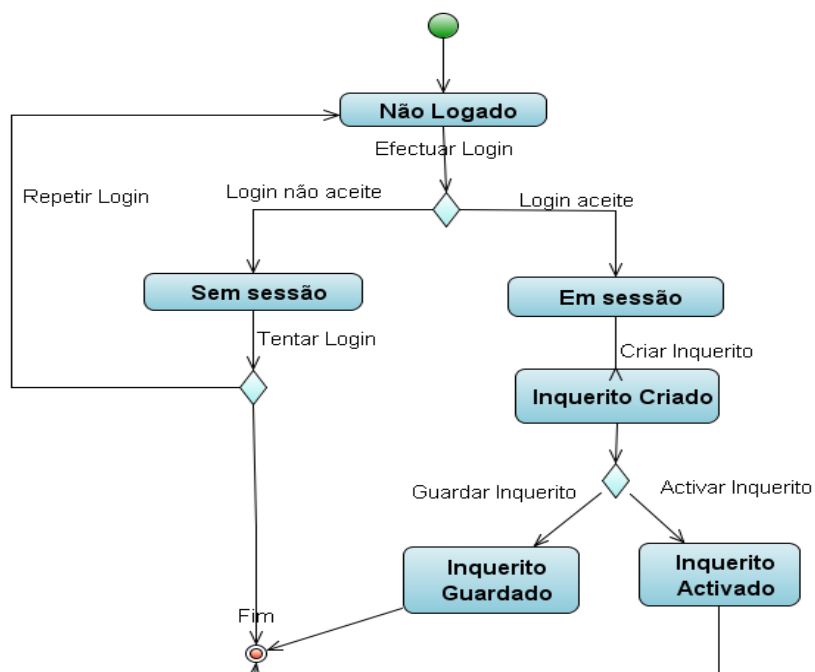 Não Logado
Efectuar Login
Login não aceite
Login aceite
Repetir Login
Sem sessão
Em sessão
Tentar Login
Criar Inquerito
Inquerito Criado
Guardar Inquerito
Activar Inquerito
Inquerito
Guardado
Inquerito
Activado
Fim